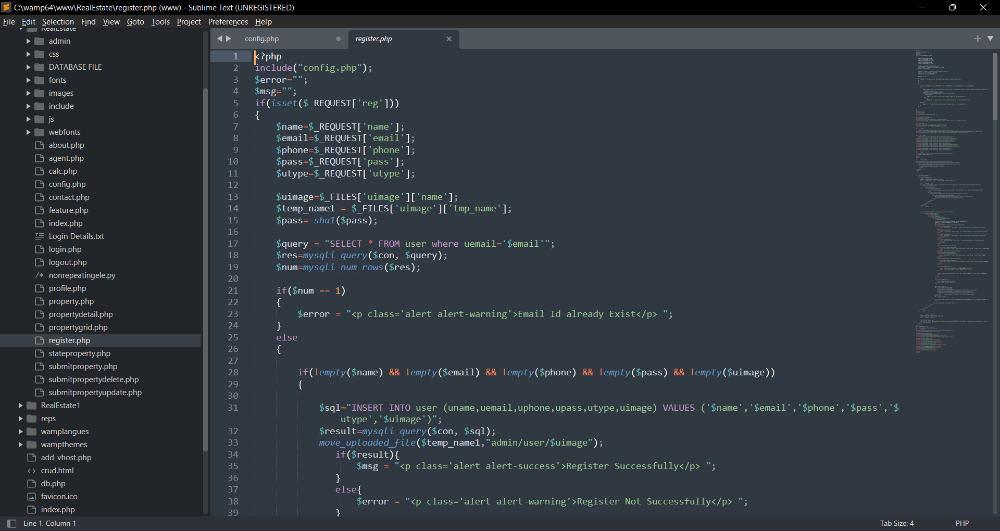 C:\wamp64\www\RealEstate\register.php (www) - Sublime Text (UNREGISTERED)
File Edit Selection Find View Goto Tools Project Preferences Help
RealEstate
admin
css
DATABASE FILE
fonts
images
include
js
webfonts
about.php
agent.php
calc.php
config.php
contact.php
feature.php
index.php
Login Details.txt
login.php
logout.php
/* nonrepeatingele.py
profile.php
property.php
propertydetail.php
propertygrid.php
register.php
stateproperty.php
submitproperty.php
submitpropertydelete.php
submitpropertyupdate.php
RealEstate1
reps
wamplangues
wampthemes
add_vhost.php
<> crud.html
db.php
favicon.ico
index.php
config.php register.php
1 <?php
2 include("config.php");
3 $error="";
4 $msg="";
5 if(isset($_REQUEST['reg']))
6 {
7 $name=$_REQUEST['name'];
8 $email=$_REQUEST['email'];
9 $phone=$_REQUEST['phone'];
10 $pass=$_REQUEST['pass'];
11 $utype=$_REQUEST['utype'];
12
13 $uimage=$_FILES['uimage']['name'];
14 $temp_name1 = $_FILES['uimage']['tmp_name'];
15 $pass= sha1($pass);
16
17 $query = "SELECT * FROM user where uemail='$email'";
18 $res=mysqli_query($con, $query);
19 $num=mysqli_num_rows($res);
20
21 if($num == 1)
22 {
23 $error = "<p class='alert alert-warning'>Email Id already Exist</p> ";
24 }
25 else
26 {
27
28 if(!empty($name) && !empty($email) && !empty($phone) && !empty($pass) && !empty($uimage))
29 {
30
31 $sql="INSERT INTO user (uname,uemail,uphone,upass,utype,uimage) VALUES ('$name','$email','$phone','$pass','$
utype','$uimage')";
32 $result=mysqli_query($con, $sql);
33 move_uploaded_file($temp_name1,"admin/user/$uimage");
34 if($result){
35 $msg = "<p class='alert alert-success'>Register Successfully</p> ";
36 }
37 else{
38 $error = "<p class='alert alert-warning'>Register Not Successfully</p> ";
39 }
Line 1, Column 1
Tab Size: 4 PHP